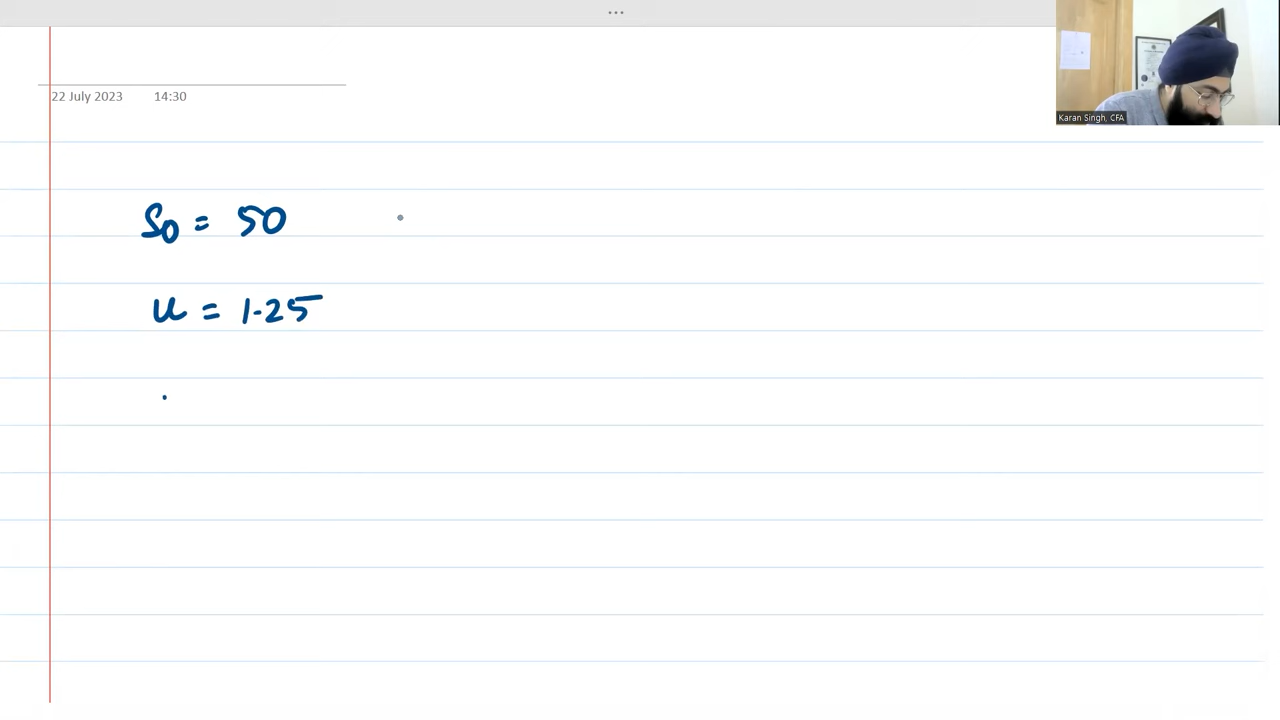 ...
22 July 2023 14:30
Karan Singh, CFA
S0 = 50
u = 1.25
.